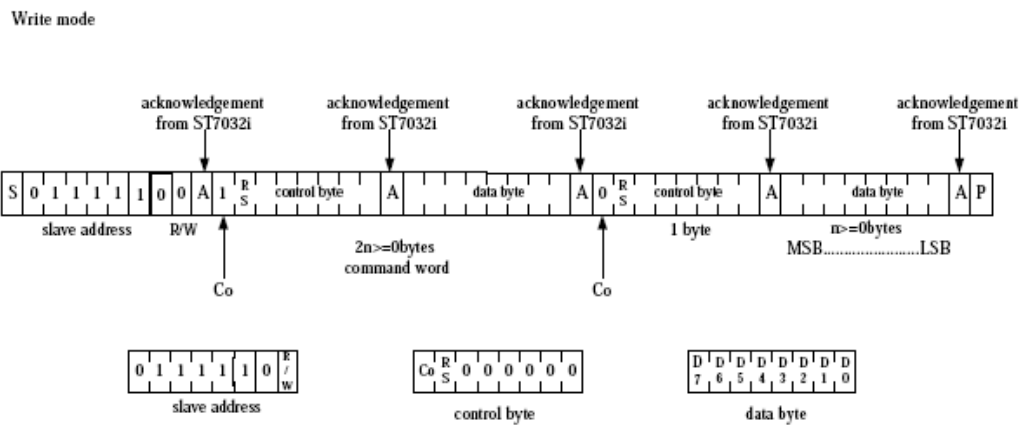 Write mode
acknowledgement acknowledgement acknowledgement acknowledgement acknowledgement
from ST7032i from ST7032i from ST7032i from ST7032i from ST7032i
S 0 1 1 1 1 1 0 0 A 1 RS control byte A data byte A 0 RS control byte A data byte A P
slave address R/W 1 byte n>=0bytes
2n>=0bytes MSB........................LSB
command word
Co Co
0 1 1 1 1 1 0 R/W Co RS 0 0 0 0 0 0 D7 D6 D5 D4 D3 D2 D1 D0
slave address control byte data byte